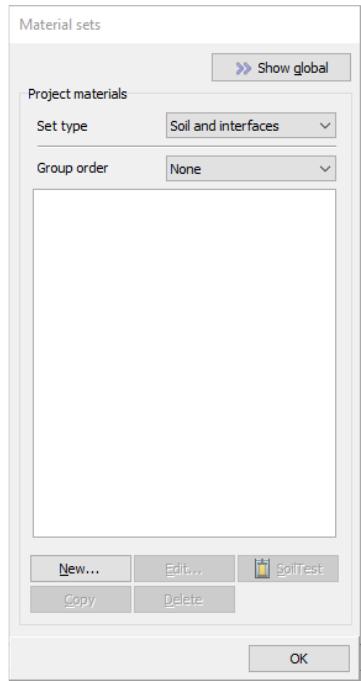 Material sets
Show global
Project materials
Set type Soil and interfaces
Group order None
New... Edit... SoilTest
Copy Delete
OK